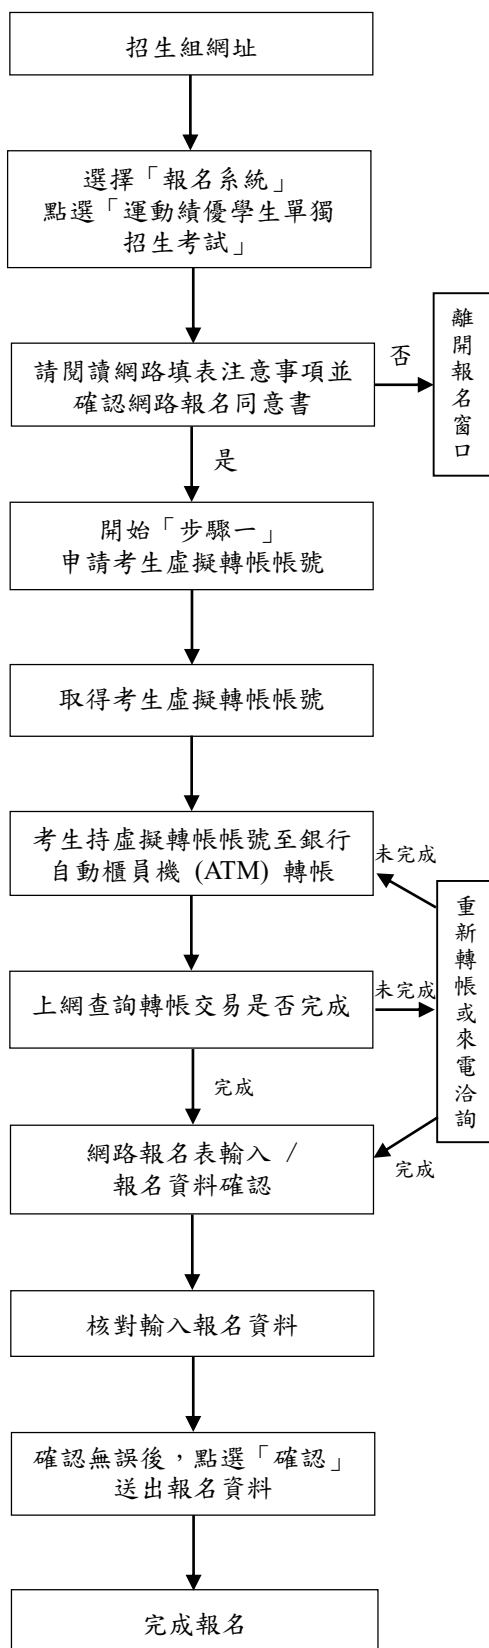 招生組網址
選擇「報名系統」
點選「運動績優學生單獨
招生考試」
請閱讀網路填表注意事項並
確認網路報名同意書
否
離開報名窗口
是
開始「步驟一」
申請考生虛擬轉帳帳號
取得考生虛擬轉帳帳號
考生持虛擬轉帳帳號至銀行
自動櫃員機 (ATM) 轉帳
未完成
上網查詢轉帳交易是否完成
未完成
重新轉帳或來電洽詢
完成
網路報名表輸入 /
報名資料確認
完成
核對輸入報名資料
確認無誤後，點選「確認」
送出報名資料
完成報名